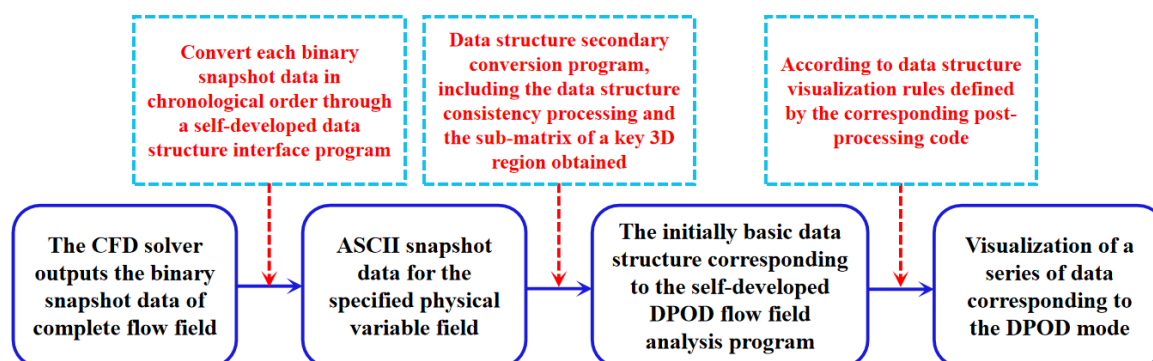 Convert each binary
snapshot data in
chronological order through
a self-developed data
structure interface program
Data structure secondary
conversion program,
including the data structure
consistency processing and
the sub-matrix of a key 3D
region obtained
According to data structure
visualization rules defined
by the corresponding post-
processing code
The CFD solver
outputs the binary
snapshot data of
complete flow field
ASCII snapshot
data for the
specified physical
variable field
The initially basic data
structure corresponding
to the self-developed
DPOD flow field
analysis program
Visualization of a
series of data
corresponding to
the DPOD mode